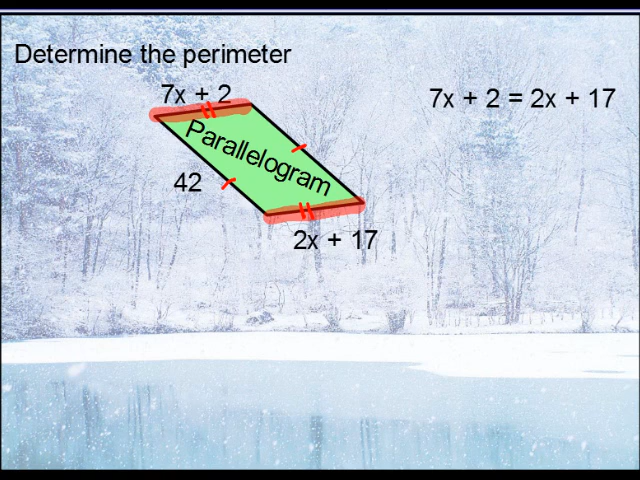 Determine the perimeter
7x + 2
7x + 2 = 2x + 17
Parallelogram
42
2x + 17